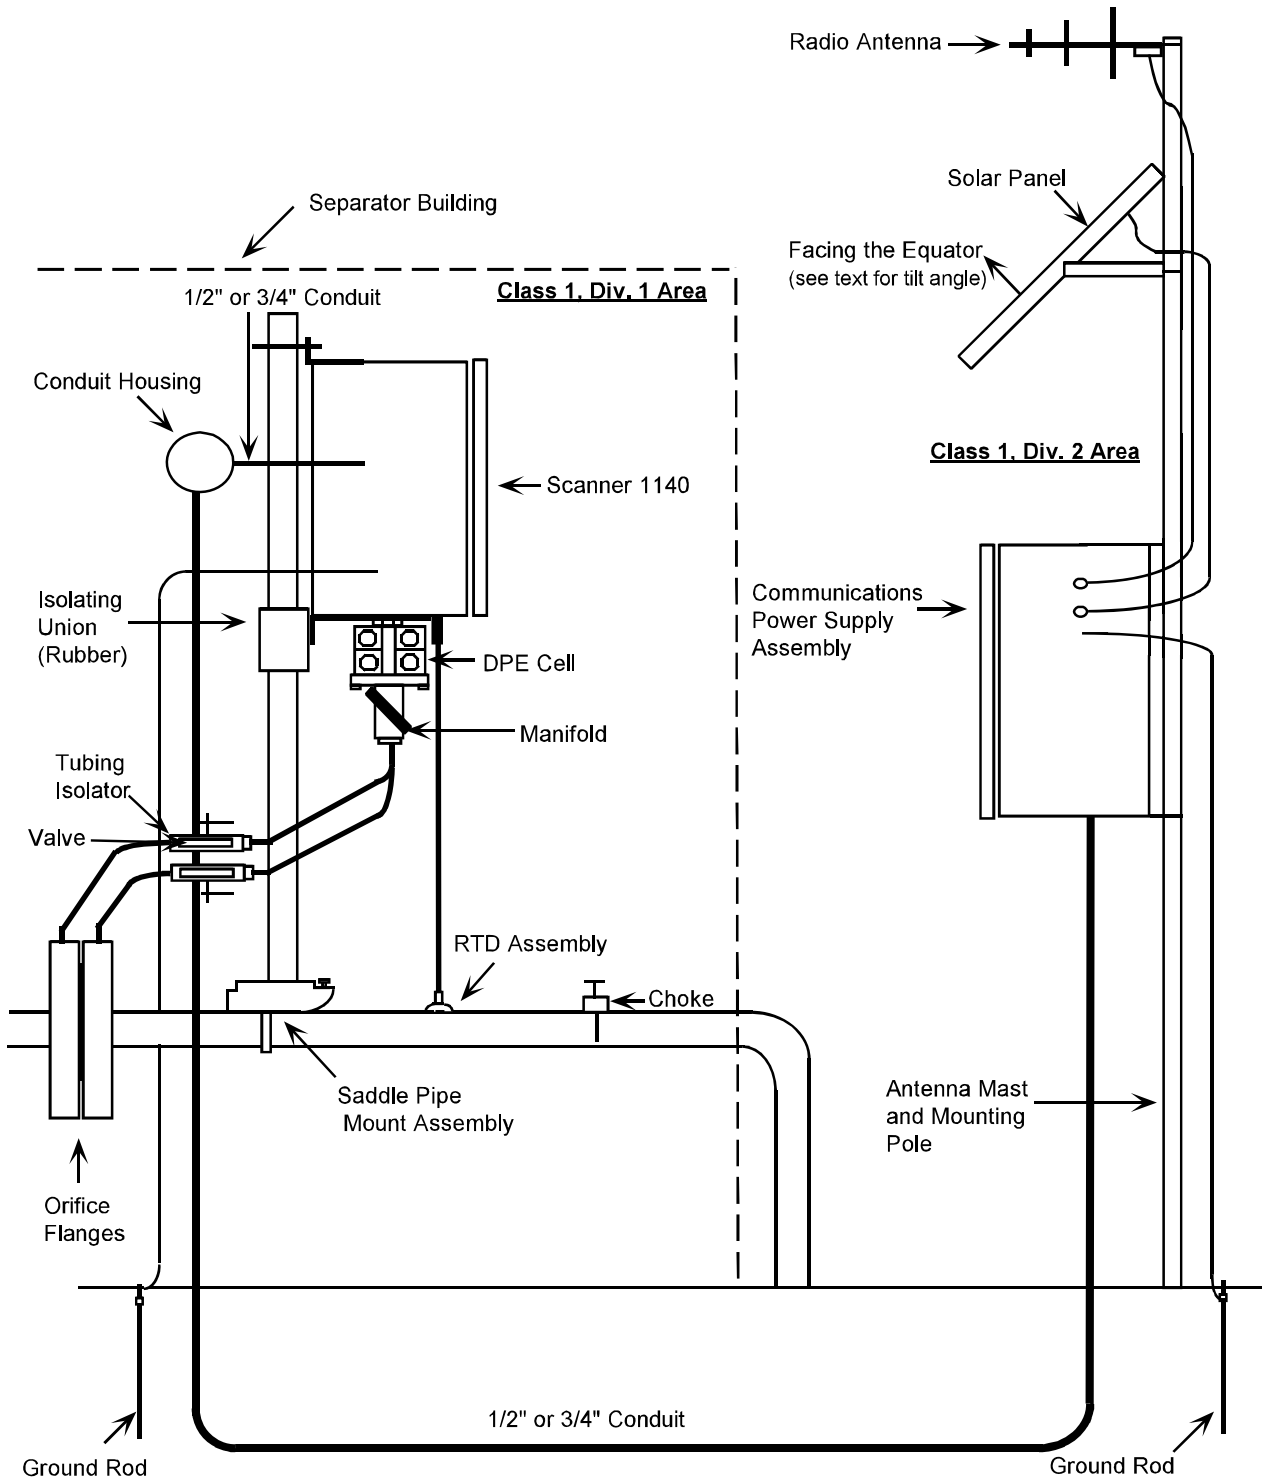 Radio Antenna
Solar Panel
Separator Building
Facing the Equator
(see text for tilt angle)
1/2" or 3/4" Conduit
Class 1, Div. 1 Area
Conduit Housing
Class 1, Div. 2 Area
Scanner 1140
Isolating
Union
(Rubber)
Communications
Power Supply
Assembly
DPE Cell
Manifold
Tubing
Isolator
Valve
RTD Assembly
Choke
Saddle Pipe
Mount Assembly
Antenna Mast
and Mounting
Pole
Orifice
Flanges
1/2" or 3/4" Conduit
Ground Rod
Ground Rod